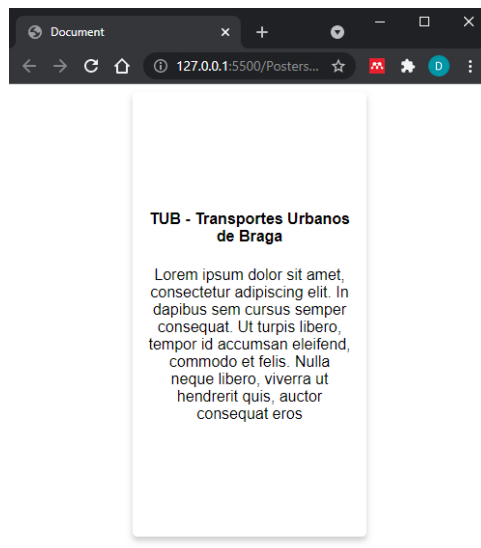 Document
127.0.0.1:5500/Posters...
D
TUB - Transportes Urbanos
de Braga
Lorem ipsum dolor sit amet,
consectetur adipiscing elit. In
dapibus sem cursus semper
consequat. Ut turpis libero,
tempor id accumsan eleifend,
commodo et felis. Nulla
neque libero, viverra ut
hendrerit quis, auctor
consequat eros